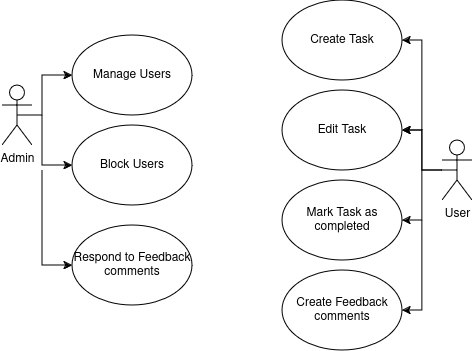 Manage Users
Block Users
Admin
Respond to Feedback
comments
Create Task
Edit Task
User
Mark Task as
completed
Create Feedback
comments